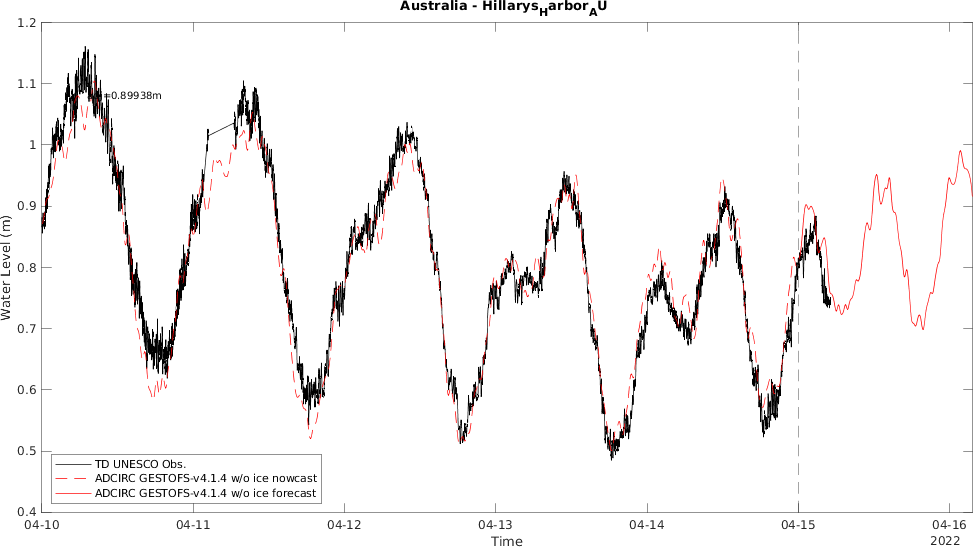 Australia - HillarysHarborAU
1.2
1.1
1
0.9
0.8
0.7
0.6
0.5
0.4
Water Level (m)
=0.89938m
TD UNESCO Obs.
ADCIRC GESTOFS-v4.1.4 w/o ice nowcast
ADCIRC GESTOFS-v4.1.4 w/o ice forecast
04-10 04-11 04-12 04-13 04-14 04-15 04-16
Time
2022